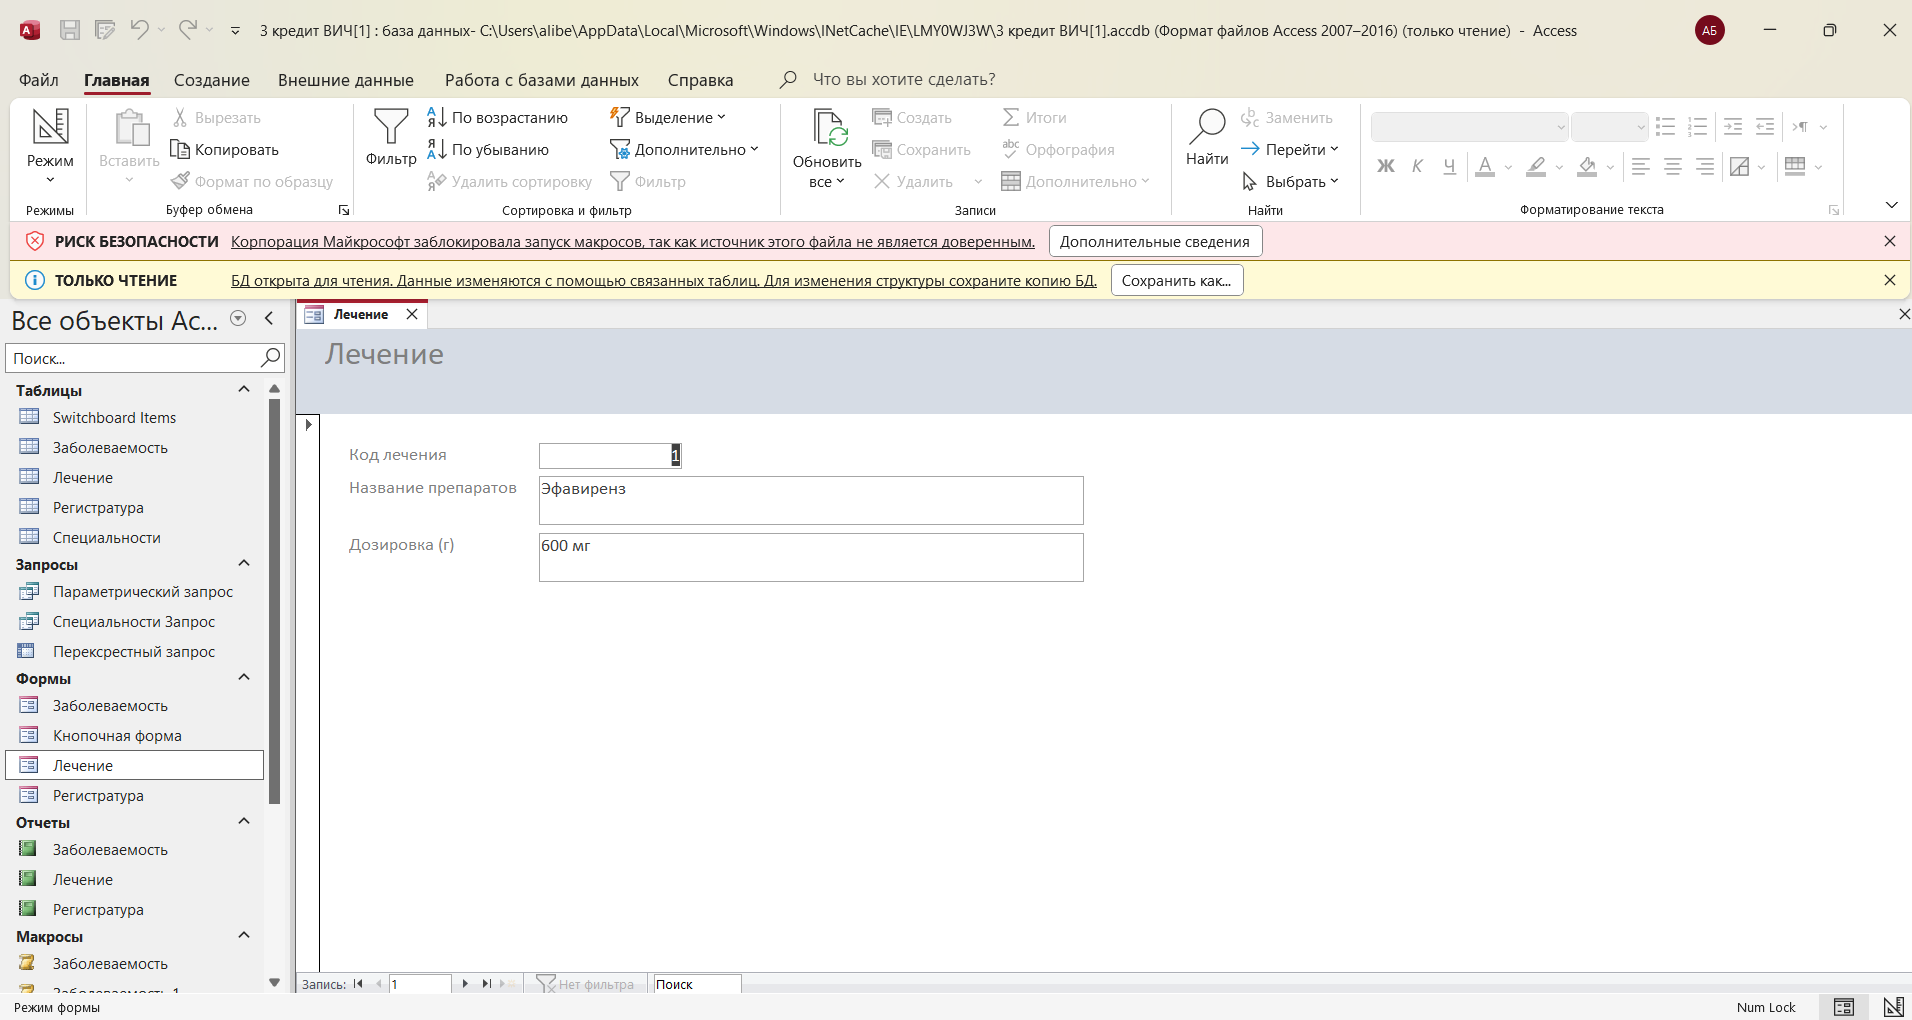 3 кредит ВИЧ[1] : база данных- C:\Users\alibe\AppData\Local\Microsoft\Windows\INetCache\IE\LMY0WJ3W\3 кредит ВИЧ[1].accdb (Формат файлов Access 2007–2016) (только чтение) - Access
АБ
Файл Главная Создание Внешние данные Работа с базами данных Справка Что вы хотите сделать?
Режим
Режимы
Вставить
Вырезать
Копировать
Формат по образцу
Буфер обмена
Фильтр
По возрастанию
По убыванию
Удалить сортировку
Выделение
Дополнительно
Фильтр
Сортировка и фильтр
Обновить
все
Создать
Сохранить
Удалить
Итоги
Орфография
Дополнительно
Записи
Найти
Заменить
Перейти
Выбрать
Найти
Ж К Ч А
Форматирование текста
РИСК БЕЗОПАСНОСТИ Корпорация Майкрософт заблокировала запуск макросов, так как источник этого файла не является доверенным. Дополнительные сведения
ТОЛЬКО ЧТЕНИЕ БД открыта для чтения. Данные изменяются с помощью связанных таблиц. Для изменения структуры сохраните копию БД. Сохранить как...
Все объекты Ac...
Поиск...
Таблицы
Switchboard Items
Заболеваемость
Лечение
Регистратура
Специальности
Запросы
Параметрический запрос
Специальности Запрос
Перексрестный запрос
Формы
Заболеваемость
Кнопочная форма
Лечение
Регистратура
Отчеты
Заболеваемость
Лечение
Регистратура
Макросы
Заболеваемость
Заболеваемость 1
Лечение
Лечение
Код лечения 1
Название препаратов Эфавиренз
Дозировка (г) 600 мг
Запись: 1 Нет фильтра Поиск
Режим формы
Num Lock